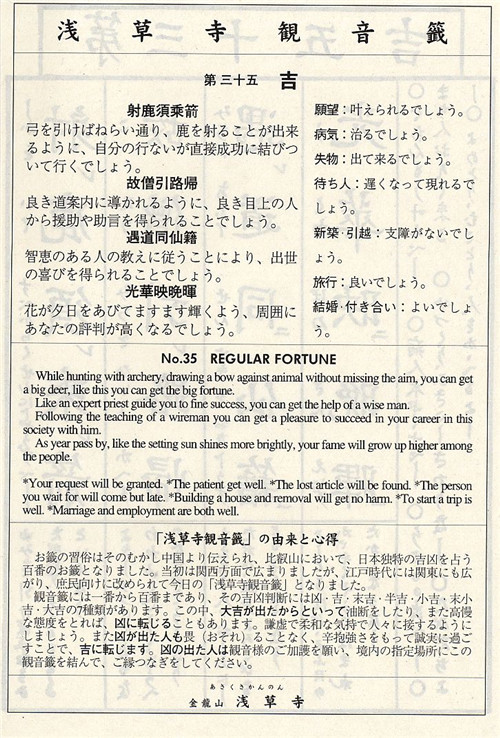 浅草寺観音籤
第三十五 吉
射鹿須乗箭
弓を引けばねらい通り、鹿を射ることが出来
るように、自分の行ないが直接成功に結びつ
いて行くでしょう。
故僧引路帰
良き道案内に導かれるように、良き目上の人
から援助や助言を得られることでしょう。
遇道同仙籍
智恵のある人の教えに従うことにより、出世
の喜びを得られることでしょう。
光華映晩暉
花が夕日をあびてますます輝くよう、周囲に
あなたの評判が高くなるでしょう。
願望：叶えられるでしょう。
病気：治るでしょう。
失物：出て来るでしょう。
待ち人：遅くなって現れるで
しょう。
新築・引越：支障がないでし
ょう。
旅行：良いでしょう。
結婚・付き合い：よいでしょ
う。
No.35 REGULAR FORTUNE
While hunting with archery, drawing a bow against animal without missing the aim, you can get
a big deer, like this you can get the big fortune.
Like an expert priest guide you to fine success, you can get the help of a wise man.
Following the teaching of a wireman you can get a pleasure to succeed in your career in this
society with him.
As year pass by, like the setting sun shines more brightly, your fame will grow up higher among
the people.
*Your request will be granted. *The patient get well. *The lost article will be found. *The person
you wait for will come but late. *Building a house and removal will get no harm. *To start a trip is
well. *Marriage and employment are both well.
「浅草寺観音籤」の由来と心得
お籤の習俗はそのむかし中国より伝えられ、比叡山において、日本独特の吉凶を占う
百番のお籤となりました。当初は関西方面で広まりましたが、江戸時代には関東にも広
がり、庶民向けに改められて今日の「浅草寺観音籤」となりました。
観音籤には一番から百番まであり、その吉凶判断には凶・吉・末吉・半吉・小吉・末小
吉・大吉の7種類があります。この中、大吉が出たからといって油断をしたり、また高慢
な態度をとれば、凶に転じることもあります。謙虚で柔和な気持で人々に接するように
しましょう。また凶が出た人も畏（おそれ）ることなく、辛抱強さをもって誠実に過ご
すことで、吉に転じます。凶の出た人は観音様のご加護を願い、境内の指定場所にこの
観音籤を結んで、ご縁つなぎをしてください。
あさくさかんのん
金龍山 浅草寺